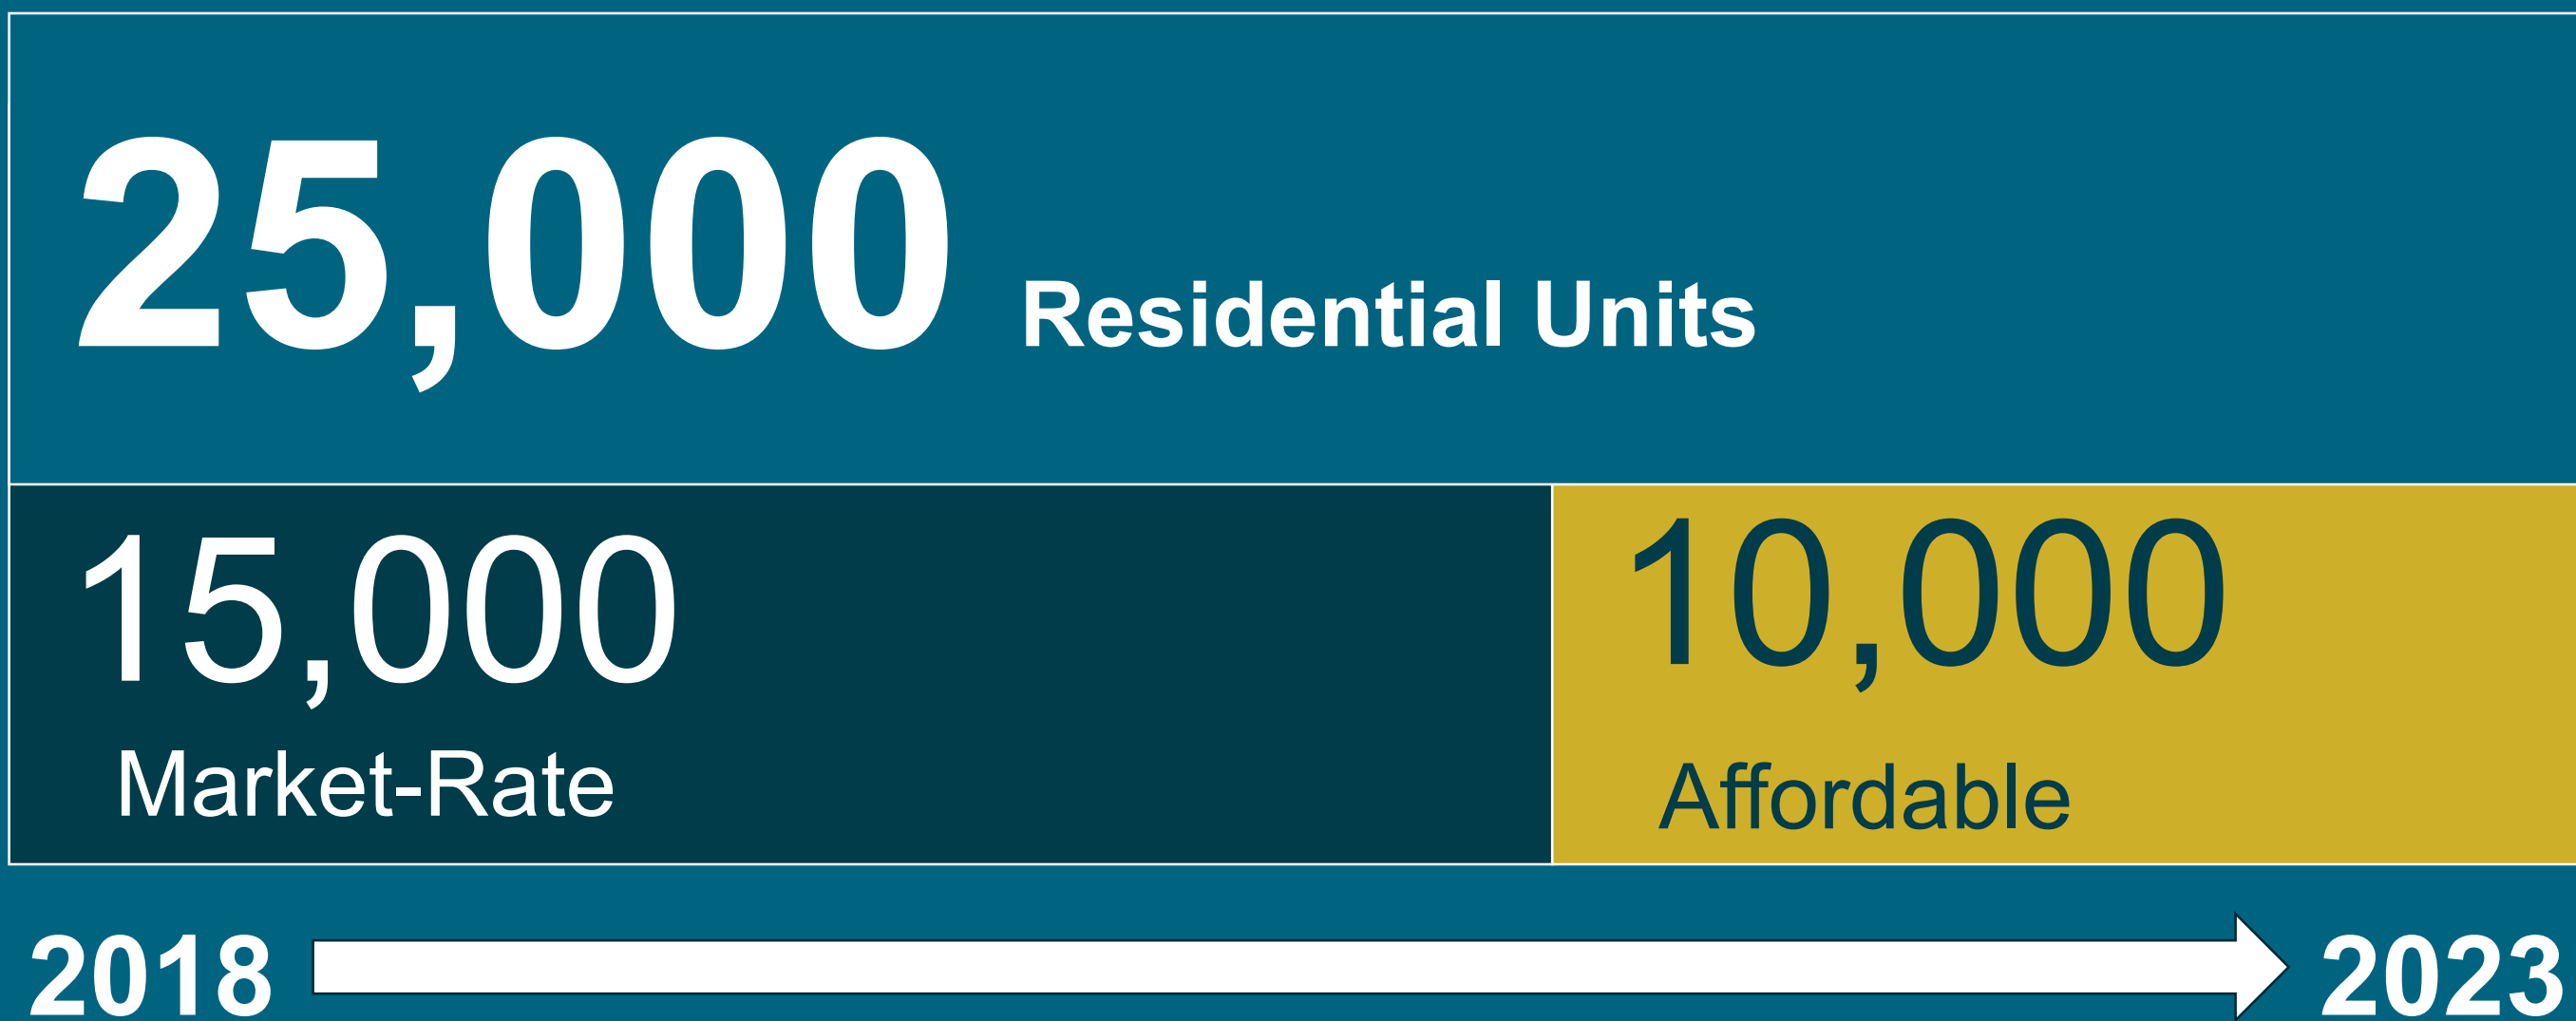 25,000 Residential Units
15,000
Market-Rate
10,000
Affordable
2018
2023